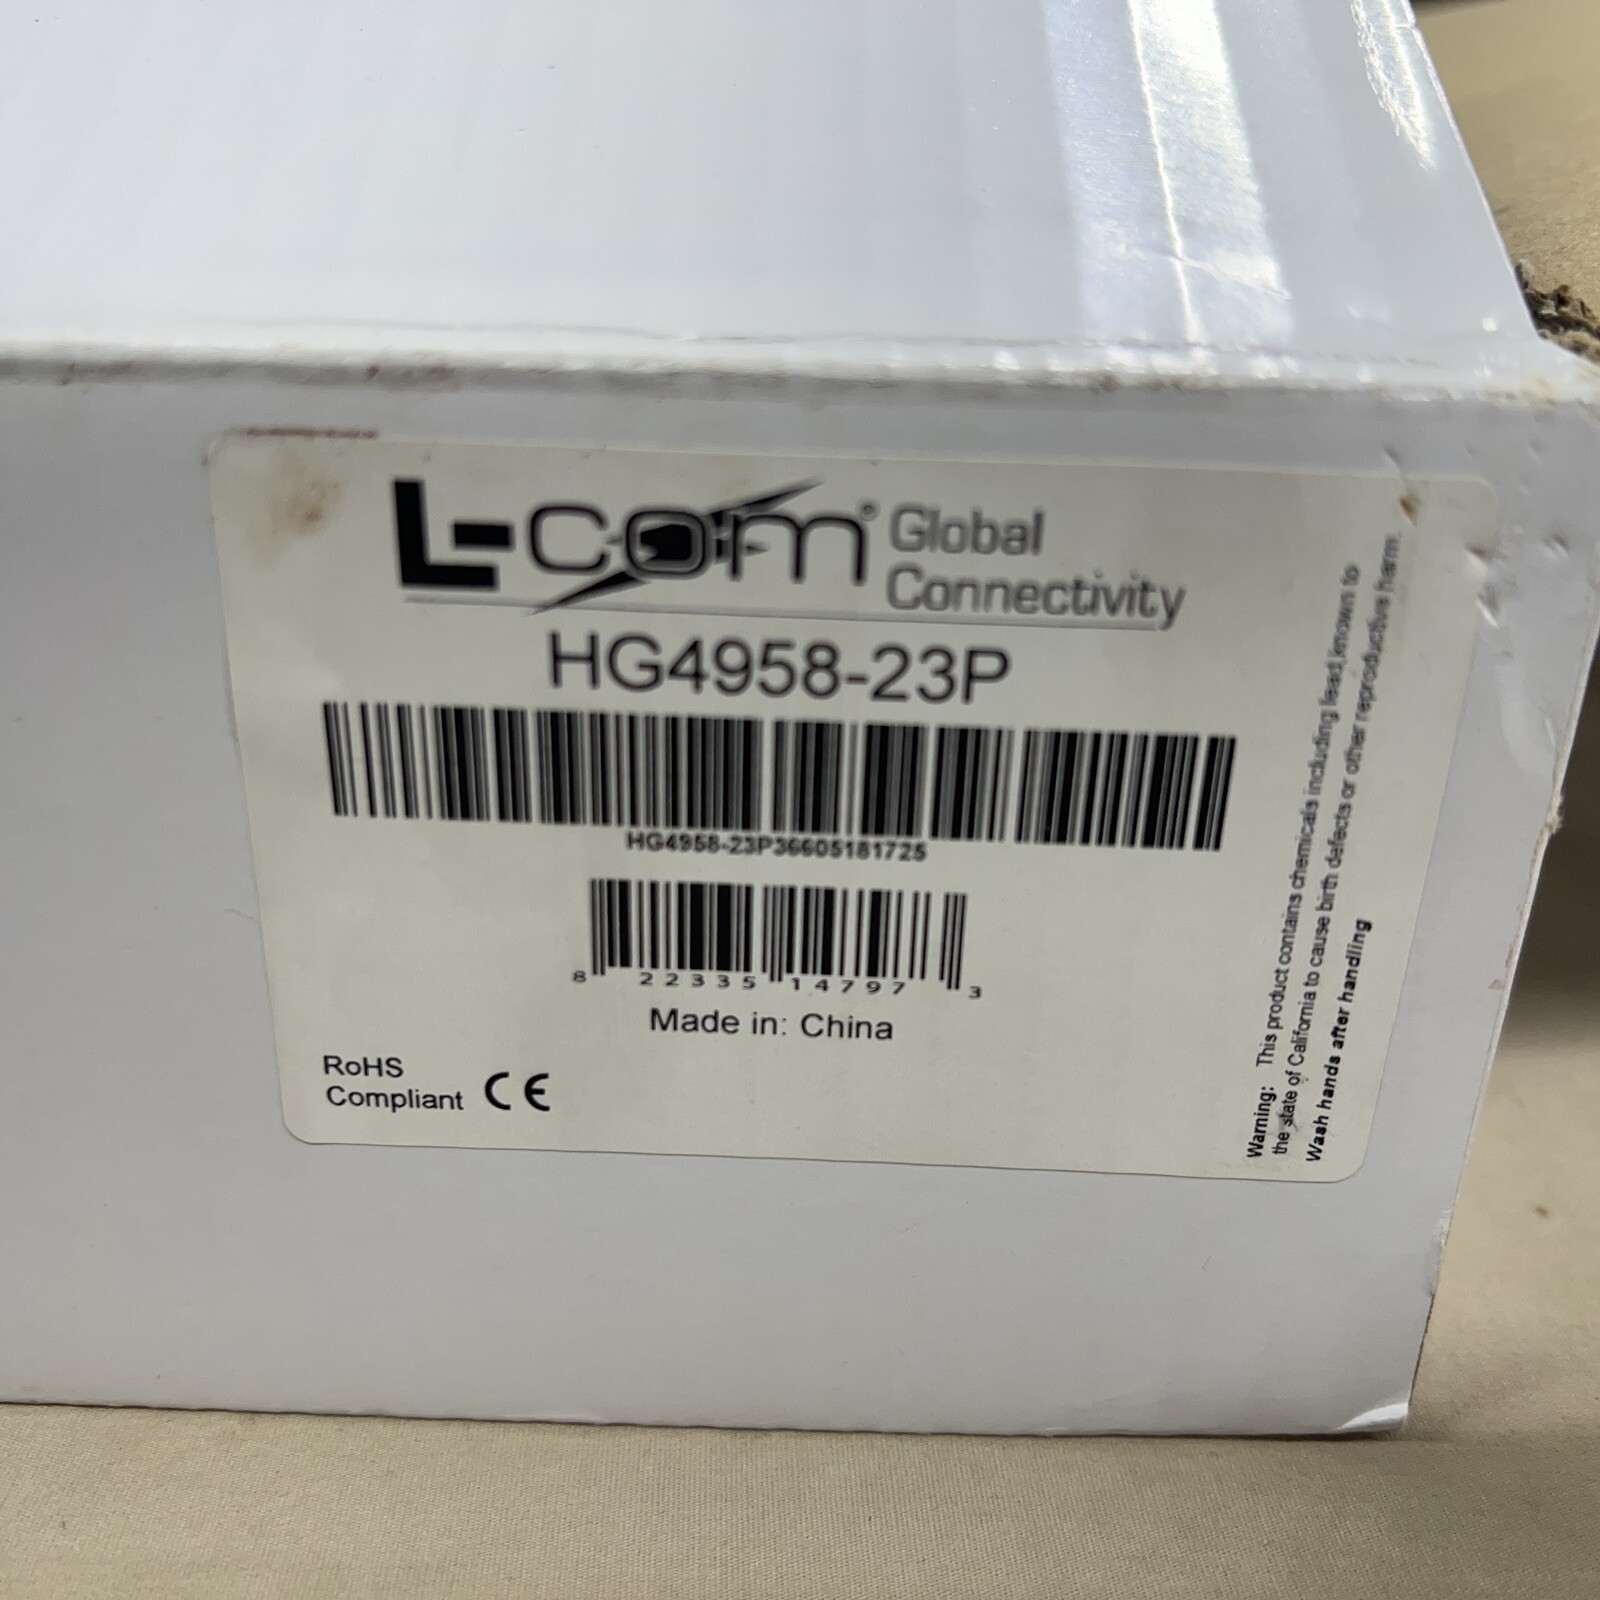 L-com® Global
Connectivity
HG4958-23P
HG4958-23P36605181725
8 22335 14797 3
Made in: China
RoHS
Compliant CE
Warning: This product contains chemicals including lead,known to
the state of California to cause birth defects or other reproductive harm.
Wash hands after handling